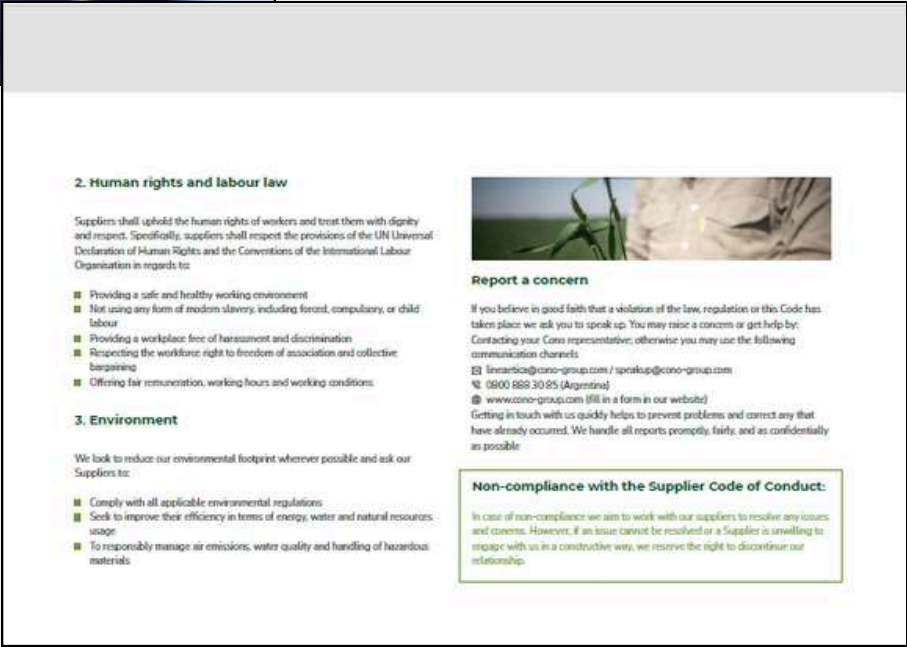 2. Human rights and labour law
Suppliers shall uphold the human rights of workers and treat them with dignity
and respect. Specifically, suppliers shall respect the provisions of the UN Universal
Declaration of Human Rights and the Conventions of the International Labour
Organisation in regards to:
Providing a safe and healthy working environment
Not using any form of modern slavery, including forced, compulsory, or child
labour
Providing a workplace free of harassment and discrimination
Respecting the workforce right to freedom of association and collective
bargaining
Offering fair remuneration, working hours and working conditions
3. Environment
We look to reduce our environmental footprint wherever possible and ask our
Suppliers to:
Comply with all applicable environmental regulations
Seek to improve their efficiency in terms of energy, water and natural resources
usage
To responsibly manage air emissions, water quality and handling of hazardous
materials
Report a concern
If you believe in good faith that a violation of the law, regulation or this Code has
taken place we ask you to speak up. You may raise a concern or get help by:
Contacting your Cono representative; otherwise you may use the following
communication channels
lineaetica@cono-group.com / speakup@cono-group.com
0800 888 30 85 (Argentina)
www.cono-group.com (fill in a form in our website)
Getting in touch with us quickly helps to prevent problems and correct any that
have already occurred. We handle all reports promptly, fairly, and as confidentially
as possible
Non-compliance with the Supplier Code of Conduct:
In case of non-compliance we aim to work with our suppliers to resolve any issues
and conerns. However, if an issue cannot be resolved or a Supplier is unwilling to
engage with us in a constructive way, we resreve the right to discontinue our
relationship.